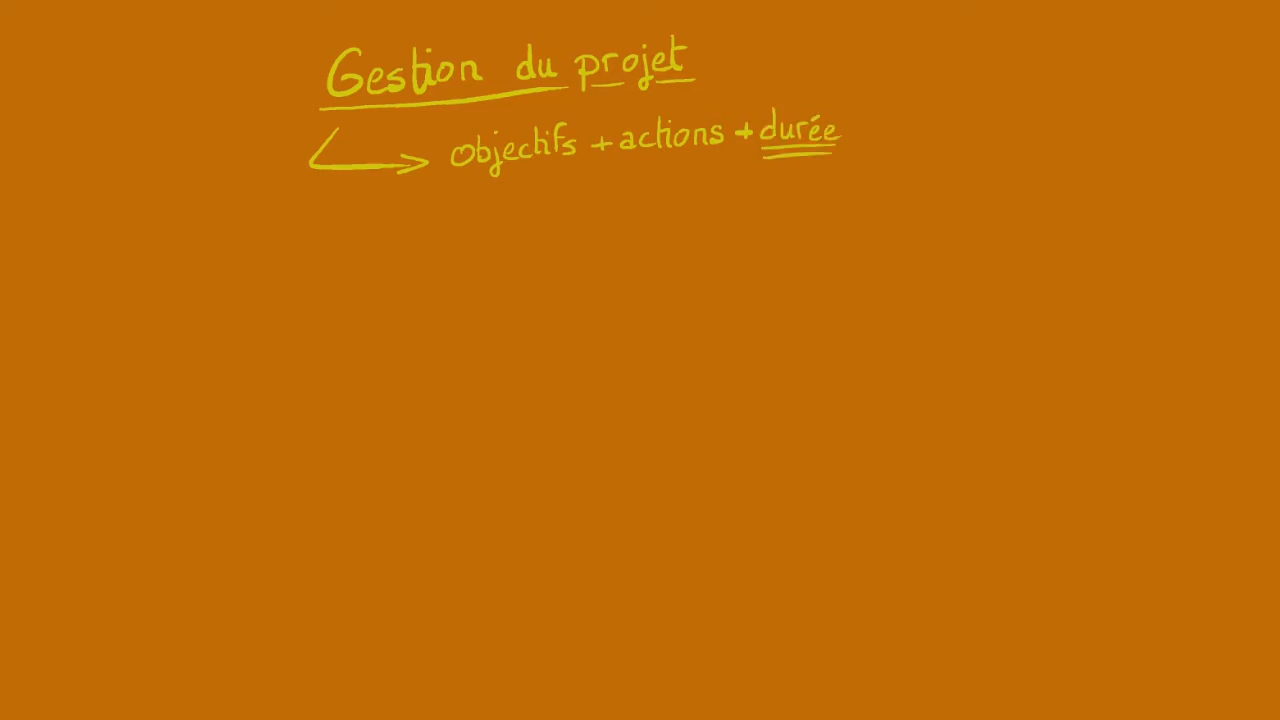 Gestion du projet
objectifs + actions + durée